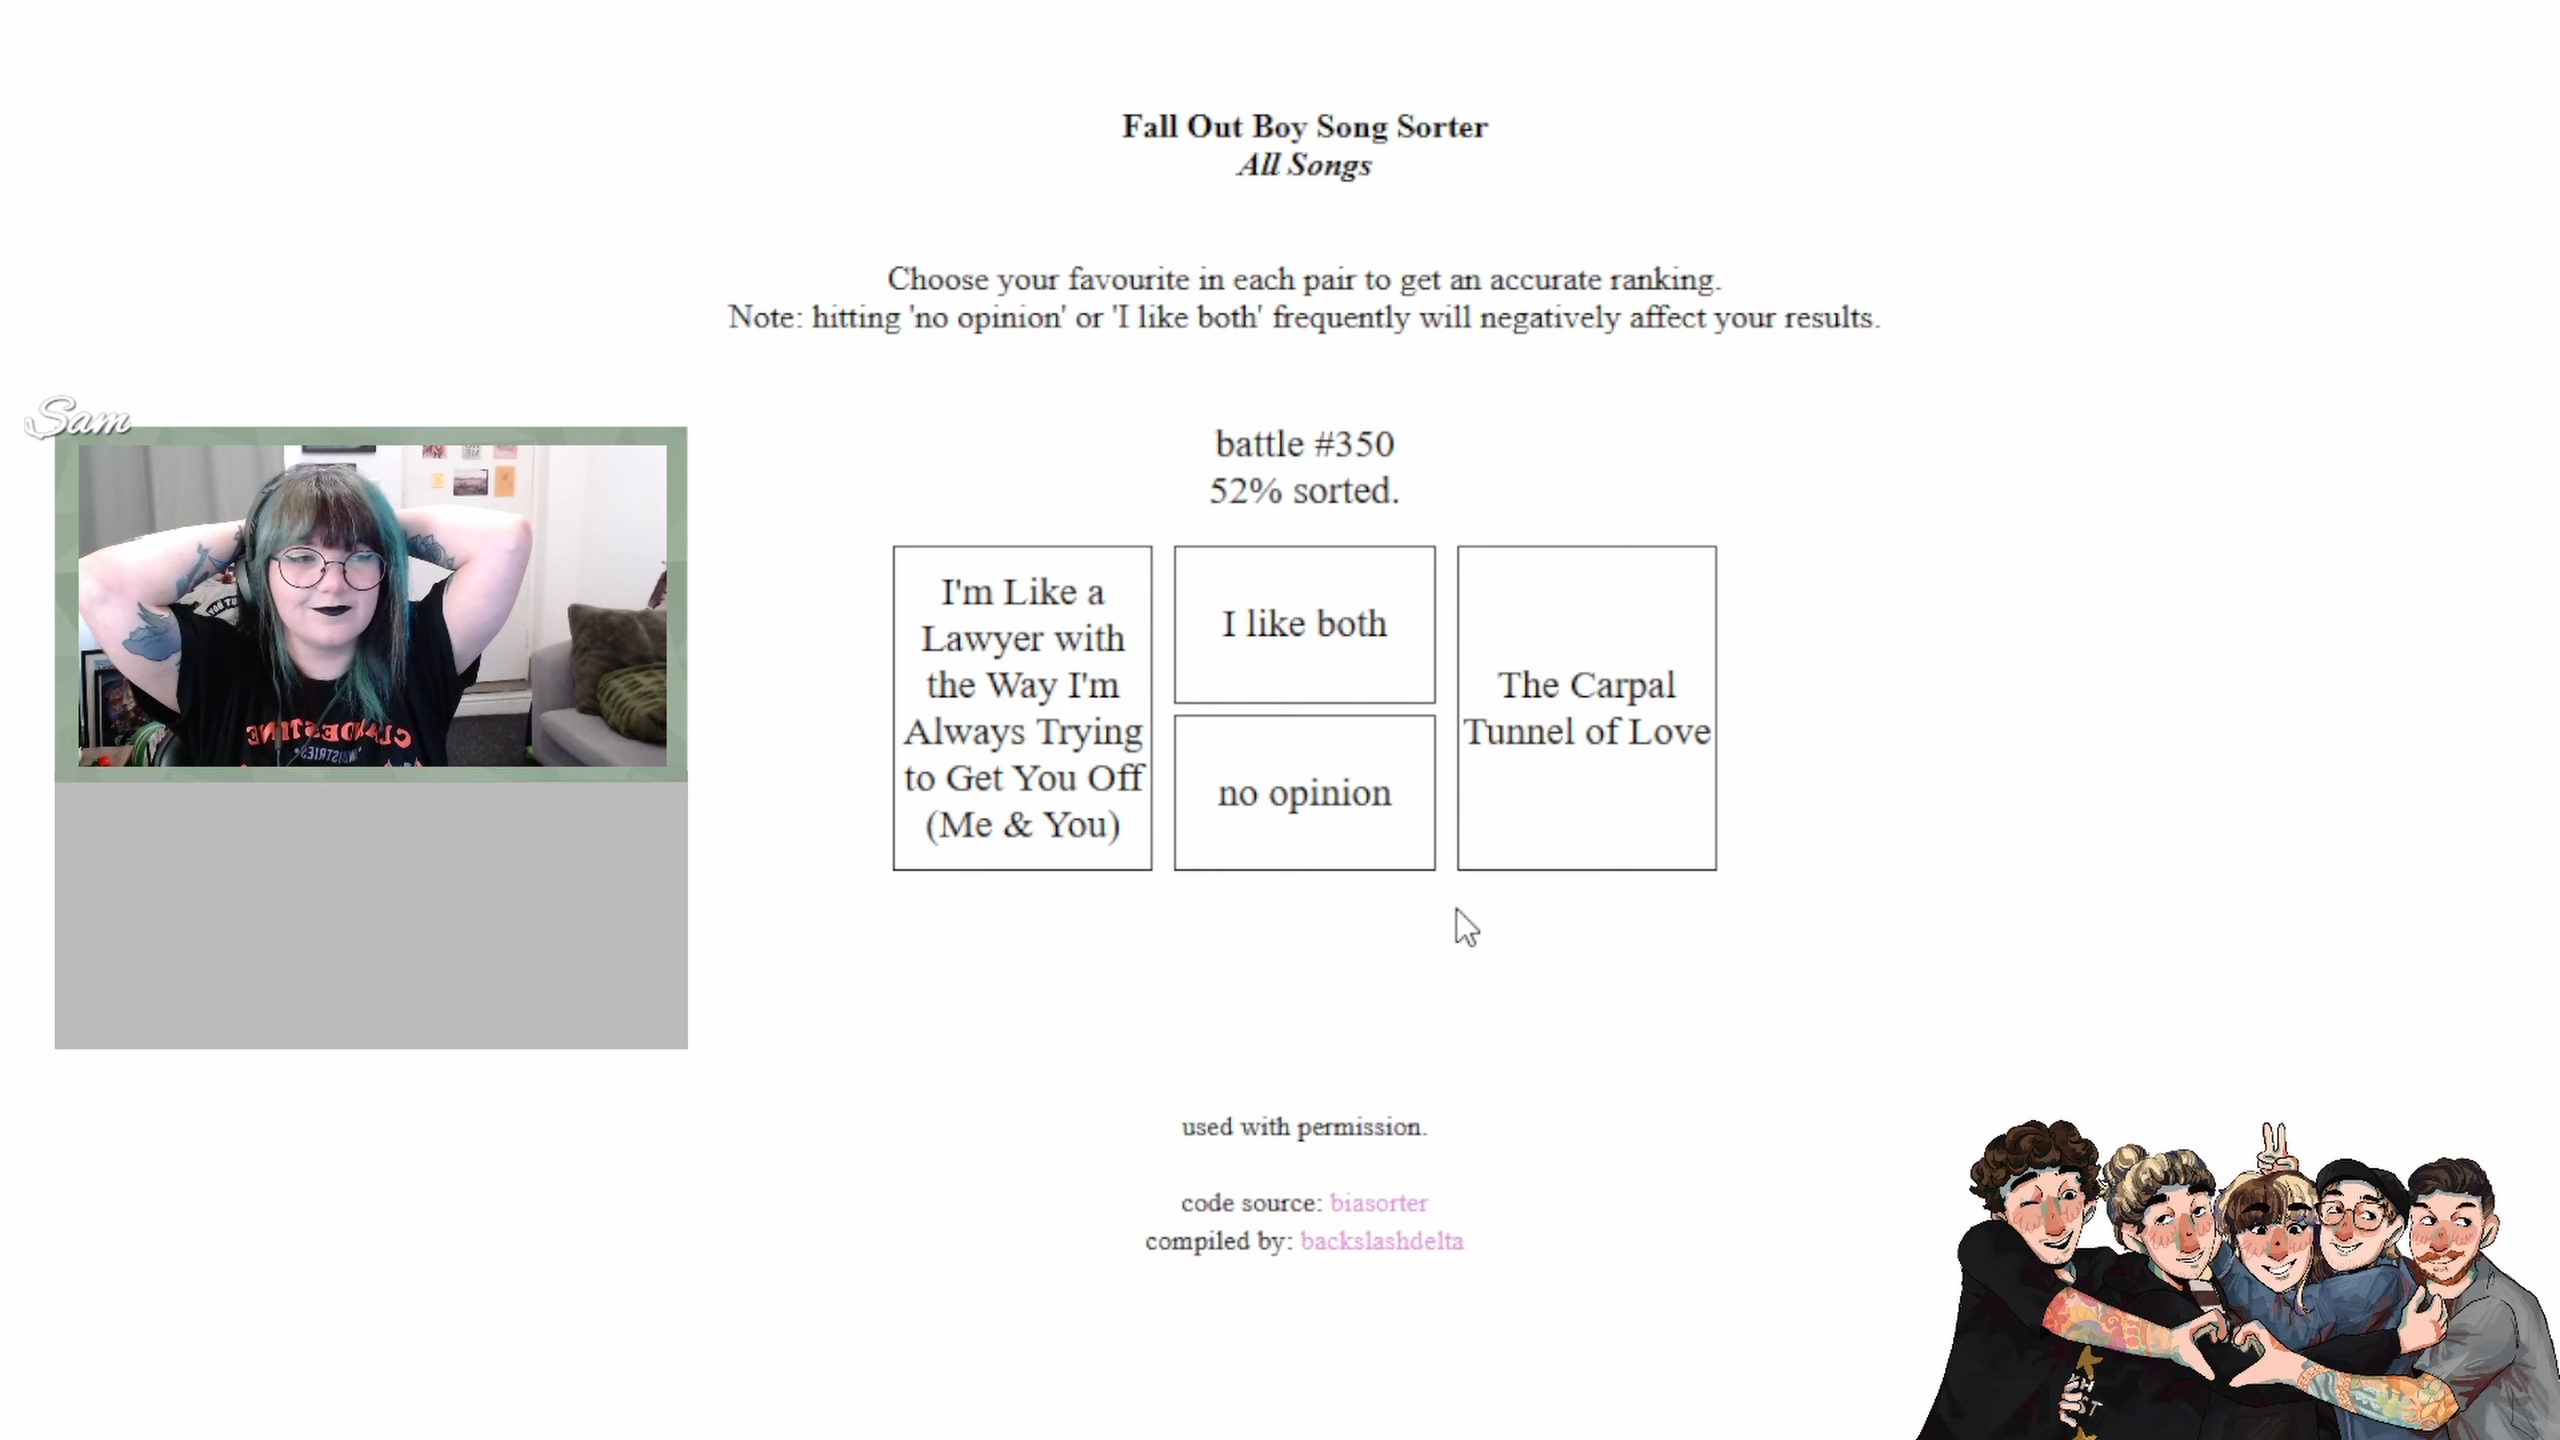 Fall Out Boy Song Sorter
All Songs
Choose your favourite in each pair to get an accurate ranking.
Note: hitting 'no opinion' or 'I like both' frequently will negatively affect your results.
Sam
battle #350
52% sorted.
I'm Like a
Lawyer with
the Way I'm
Always Trying
to Get You Off
(Me & You)
I like both
no opinion
The Carpal
Tunnel of Love
CLANDESTINE
INDUSTRIES
used with permission.
code source: biasorter
compiled by: backslashdelta